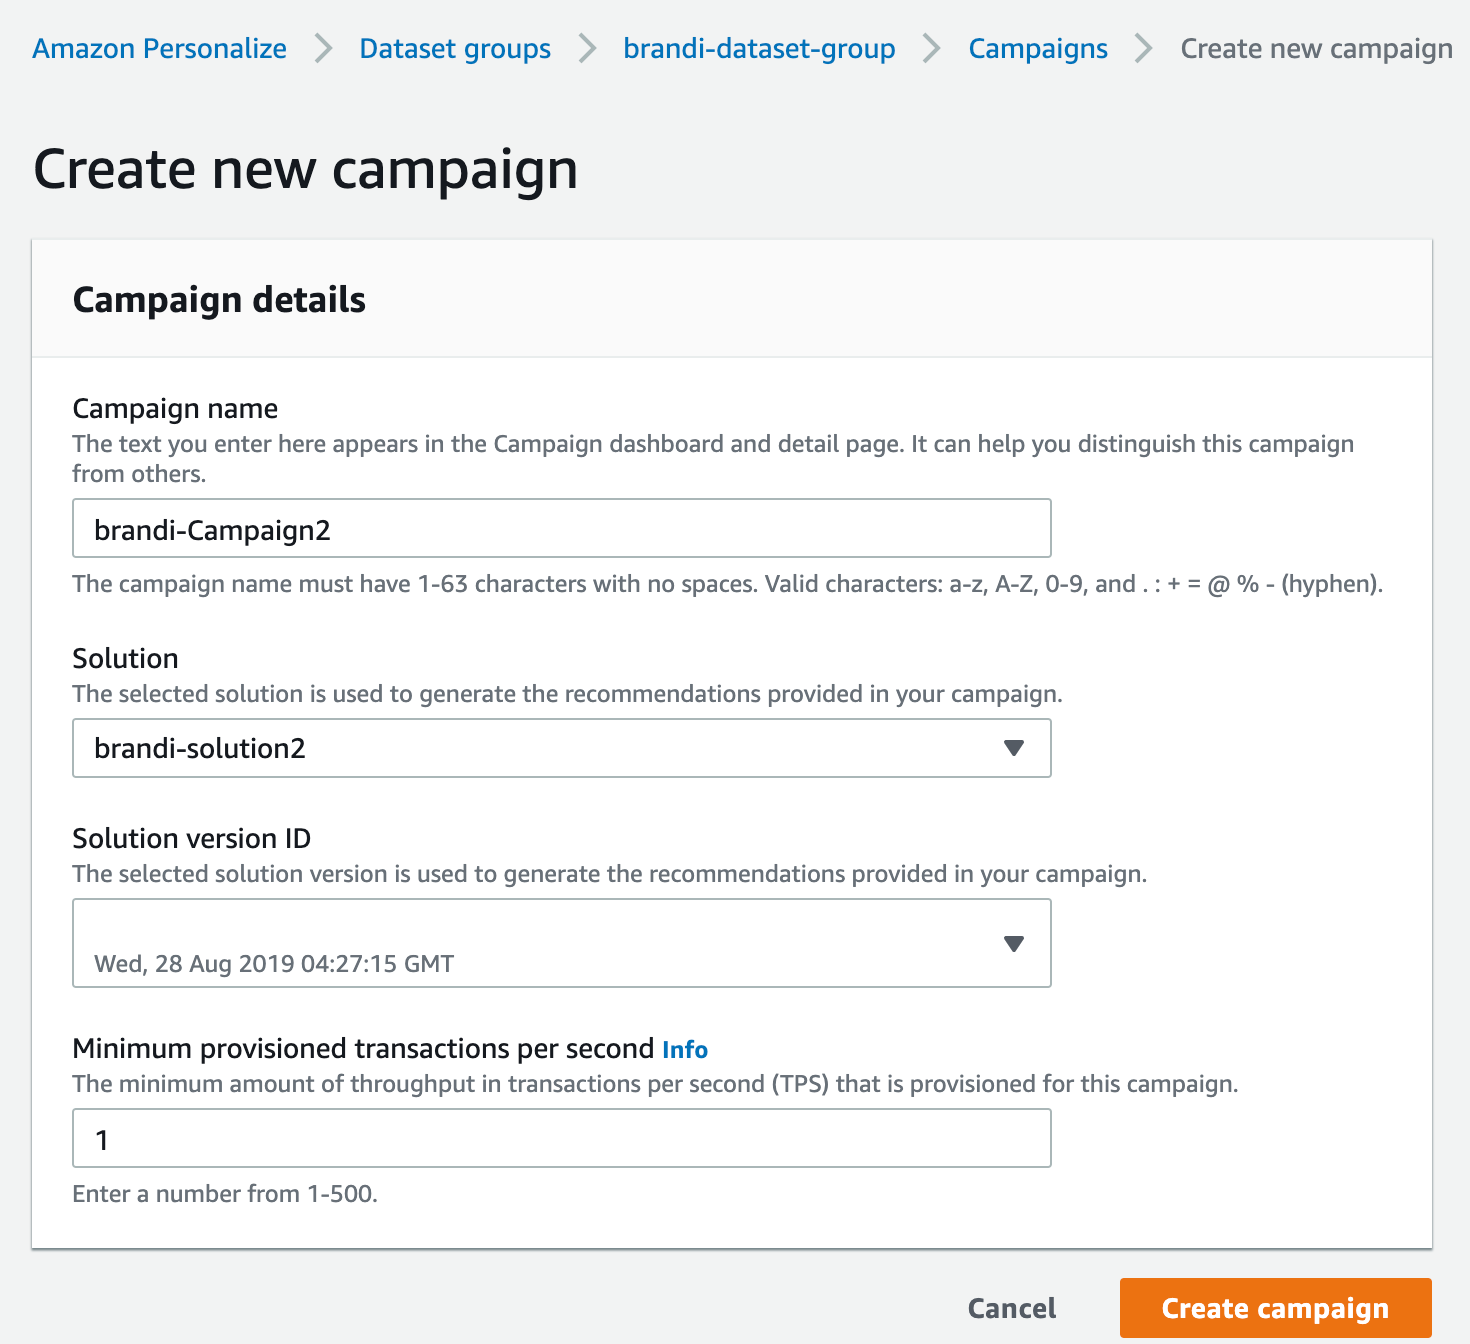 Amazon Personalize > Dataset groups > brandi-dataset-group > Campaigns > Create new campaign
Create new campaign
Campaign details
Campaign name
The text you enter here appears in the Campaign dashboard and detail page. It can help you distinguish this campaign
from others.
brandi-Campaign2
The campaign name must have 1-63 characters with no spaces. Valid characters: a-z, A-Z, 0-9, and . : + = @ % - (hyphen).
Solution
The selected solution is used to generate the recommendations provided in your campaign.
brandi-solution2
Solution version ID
The selected solution version is used to generate the recommendations provided in your campaign.
Wed, 28 Aug 2019 04:27:15 GMT
Minimum provisioned transactions per second Info
The minimum amount of throughput in transactions per second (TPS) that is provisioned for this campaign.
1
Enter a number from 1-500.
Cancel
Create campaign